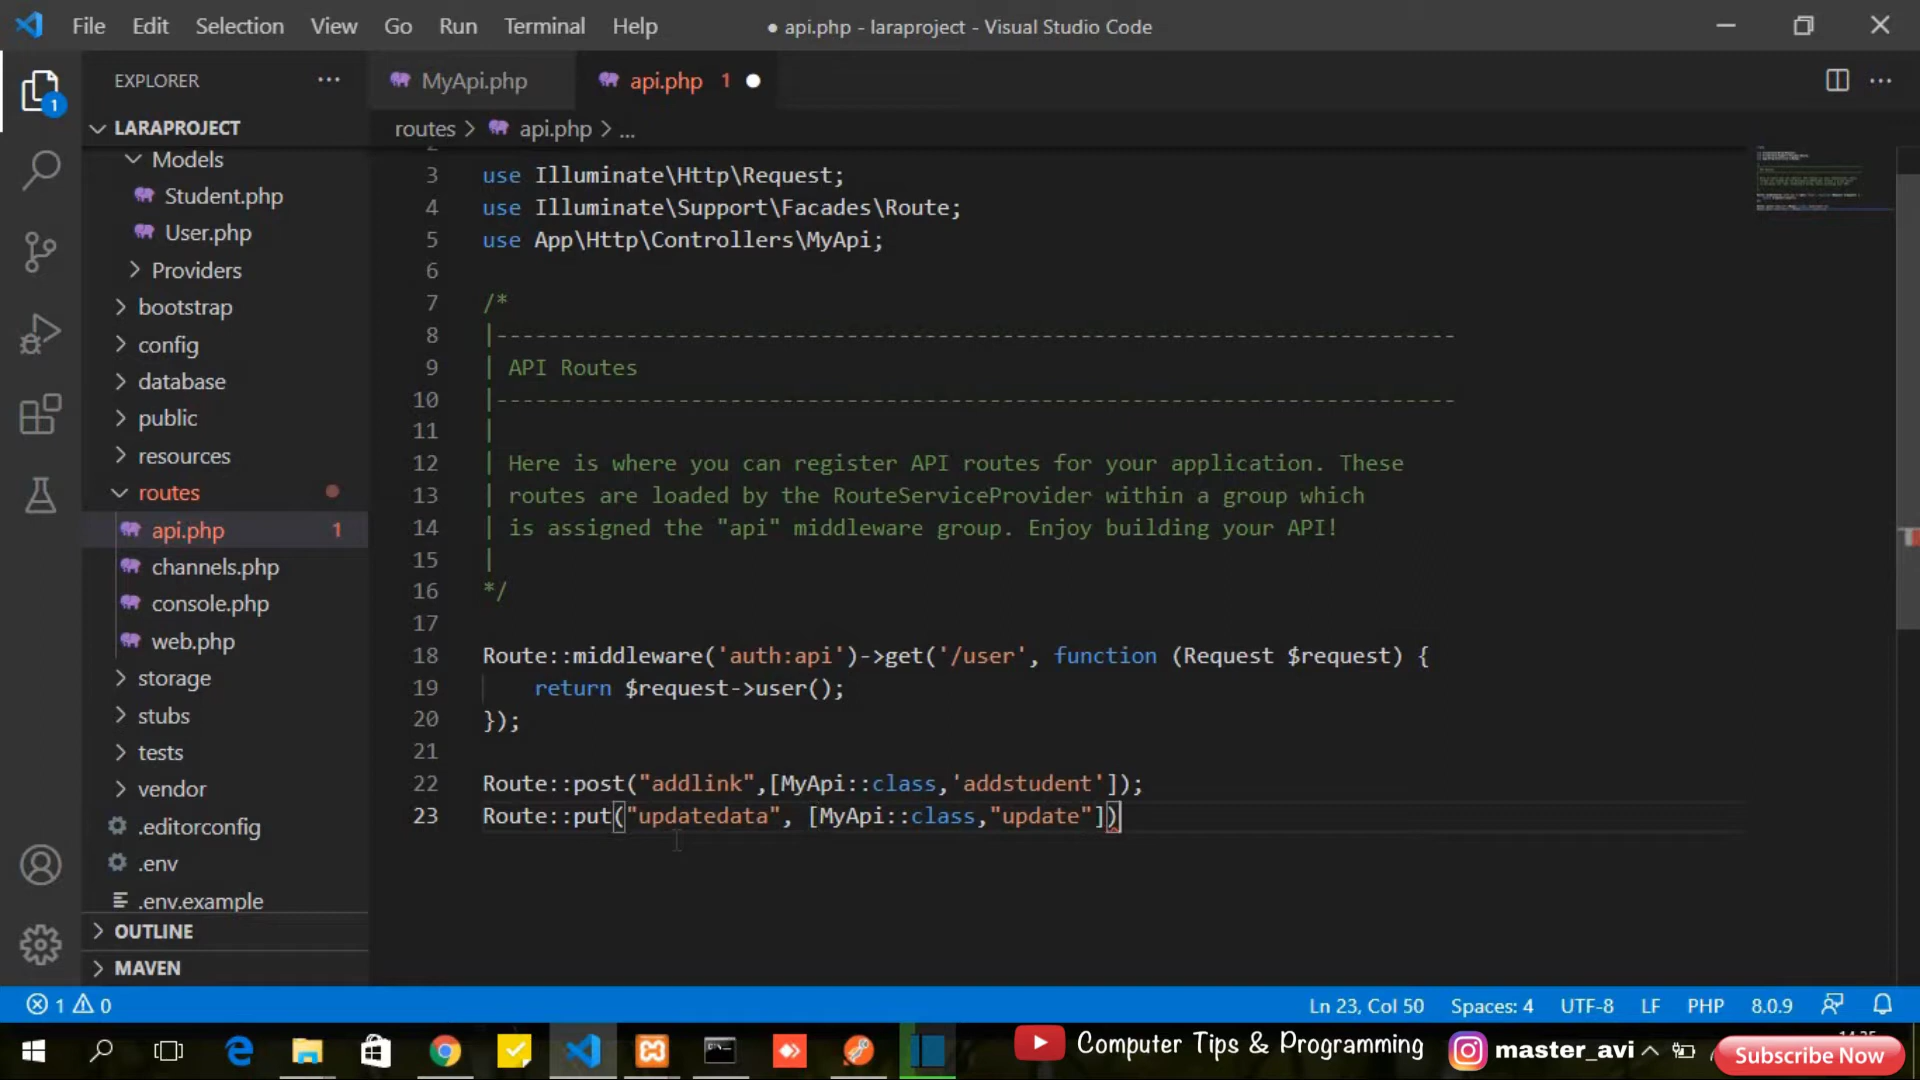 File Edit Selection View Go Run Terminal Help
● api.php - laraproject - Visual Studio Code
EXPLORER ···
MyApi.php
api.php 1
LARAPROJECT
routes > api.php > ...
Models
Student.php
User.php
Providers
bootstrap
config
database
public
resources
routes
api.php 1
channels.php
console.php
web.php
storage
stubs
tests
vendor
.editorconfig
.env
.env.example
OUTLINE
MAVEN
1
3 use Illuminate\Http\Request;
4 use Illuminate\Support\Facades\Route;
5 use App\Http\Controllers\MyApi;
6
7 /*
8 |--------------------------------------------------------------------------
9 | API Routes
10 |--------------------------------------------------------------------------
11 |
12 | Here is where you can register API routes for your application. These
13 | routes are loaded by the RouteServiceProvider within a group which
14 | is assigned the "api" middleware group. Enjoy building your API!
15 |
16 */
17
18 Route::middleware('auth:api')->get('/user', function (Request $request) {
19     return $request->user();
20 });
21
22 Route::post("addlink",[MyApi::class,'addstudent']);
23 Route::put("updatedata", [MyApi::class,"update"])
1 0
Ln 23, Col 50 Spaces: 4 UTF-8 LF PHP 8.0.9
Computer Tips & Programming
master_avi
Subscribe Now